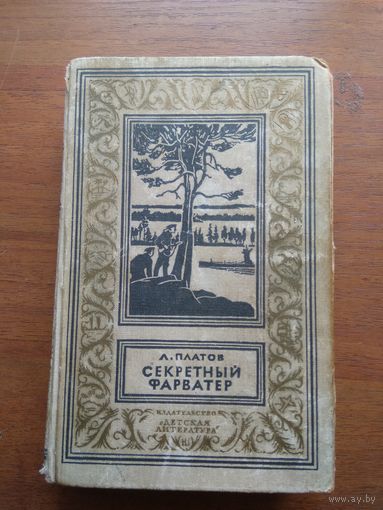 Л. ПЛАТОВ
СЕКРЕТНЫЙ
ФАРВАТЕР
ИЗДАТЕЛЬСТВО
„ДЕТСКАЯ
ЛИТЕРАТУРА"
www.ay.by